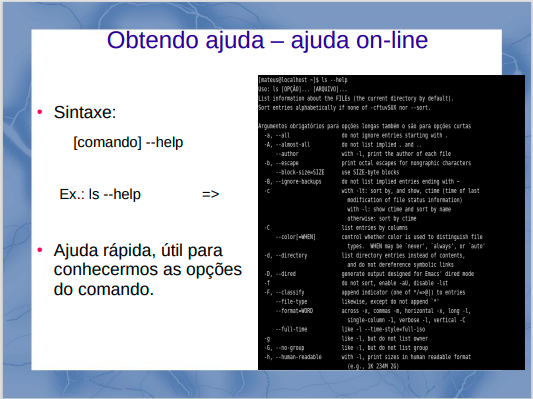 Obtendo ajuda – ajuda on-line
• Sintaxe:
[comando] --help
Ex.: ls --help =>
• Ajuda rápida, útil para
conhecermos as opções
do comando.
[mateus@localhost ~]$ ls --help
Uso: ls [OPÇÃO]... [ARQUIVO]...
List information about the FILEs (the current directory by default).
Sort entries alphabetically if none of -cftuvSUX nor --sort.
Argumentos obrigatórios para opções longas também o são para opções curtas
-a, --all do not ignore entries starting with .
-A, --almost-all do not list implied . and ..
--author with -l, print the author of each file
-b, --escape print octal escapes for nongraphic characters
--block-size=SIZE use SIZE-byte blocks
-B, --ignore-backups do not list implied entries ending with ~
-c with -lt: sort by, and show, ctime (time of last
modification of file status information)
with -l: show ctime and sort by name
otherwise: sort by ctime
-C list entries by columns
--color[=WHEN] control whether color is used to distinguish file
types. WHEN may be `never', `always', or `auto'
-d, --directory list directory entries instead of contents,
and do not dereference symbolic links
-D, --dired generate output designed for Emacs' dired mode
-f do not sort, enable -aU, disable -lst
-F, --classify append indicator (one of */=>@|) to entries
--file-type likewise, except do not append `*'
--format=WORD across -x, commas -m, horizontal -x, long -l,
single-column -1, verbose -l, vertical -C
--full-time like -l --time-style=full-iso
-g like -l, but do not list owner
-G, --no-group like -l, but do not list group
-h, --human-readable with -l, print sizes in human readable format
(e.g., 1K 234M 2G)